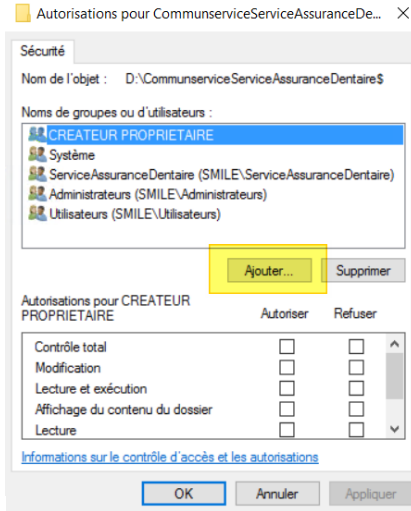 Autorisations pour CommunserviceServiceAssuranceDe...
Sécurité
Nom de l'objet : D:\CommunserviceServiceAssuranceDentaire$
Noms de groupes ou d'utilisateurs :
CREATEUR PROPRIETAIRE
Système
ServiceAssuranceDentaire (SMILE\ServiceAssuranceDentaire)
Administrateurs (SMILE\Administrateurs)
Utilisateurs (SMILE\Utilisateurs)
Ajouter... Supprimer
Autorisations pour CREATEUR
PROPRIETAIRE Autoriser Refuser
Contrôle total
Modification
Lecture et exécution
Affichage du contenu du dossier
Lecture
Informations sur le contrôle d'accès et les autorisations
OK Annuler Appliquer